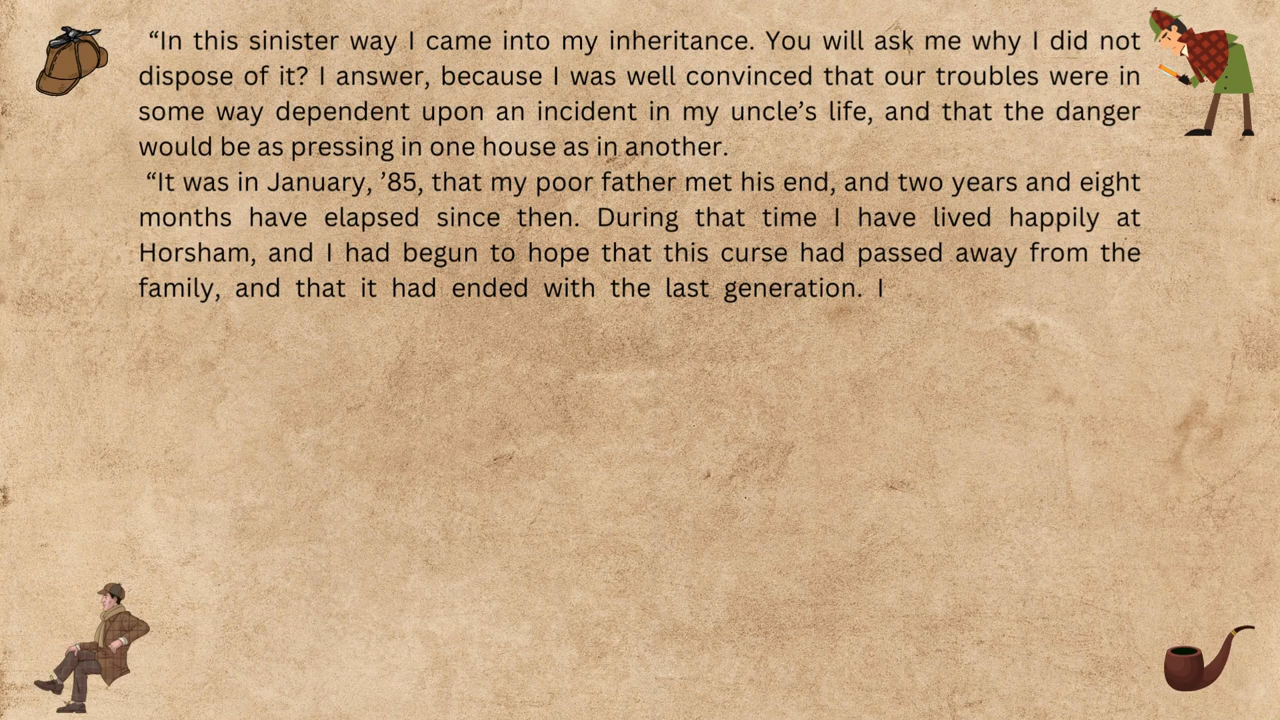 “In this sinister way I came into my inheritance. You will ask me why I did not
dispose of it? I answer, because I was well convinced that our troubles were in
some way dependent upon an incident in my uncle’s life, and that the danger
would be as pressing in one house as in another.
“It was in January, ’85, that my poor father met his end, and two years and eight
months have elapsed since then. During that time I have lived happily at
Horsham, and I had begun to hope that this curse had passed away from the
family, and that it had ended with the last generation. I